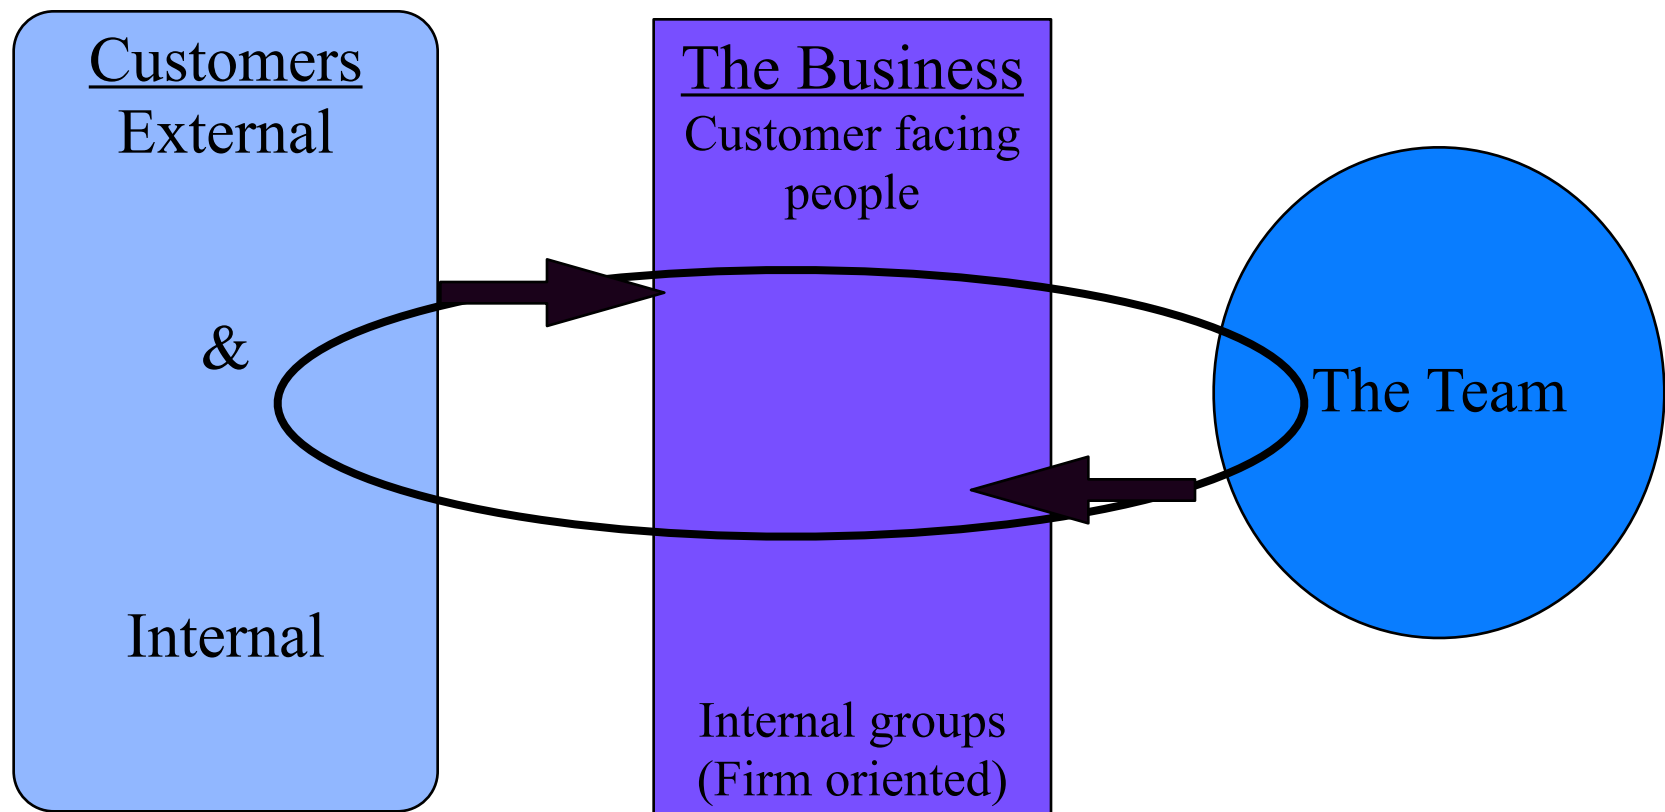 Customers
External
&
Internal
The Business
Customer facing
people
Internal groups
(Firm oriented)
The Team